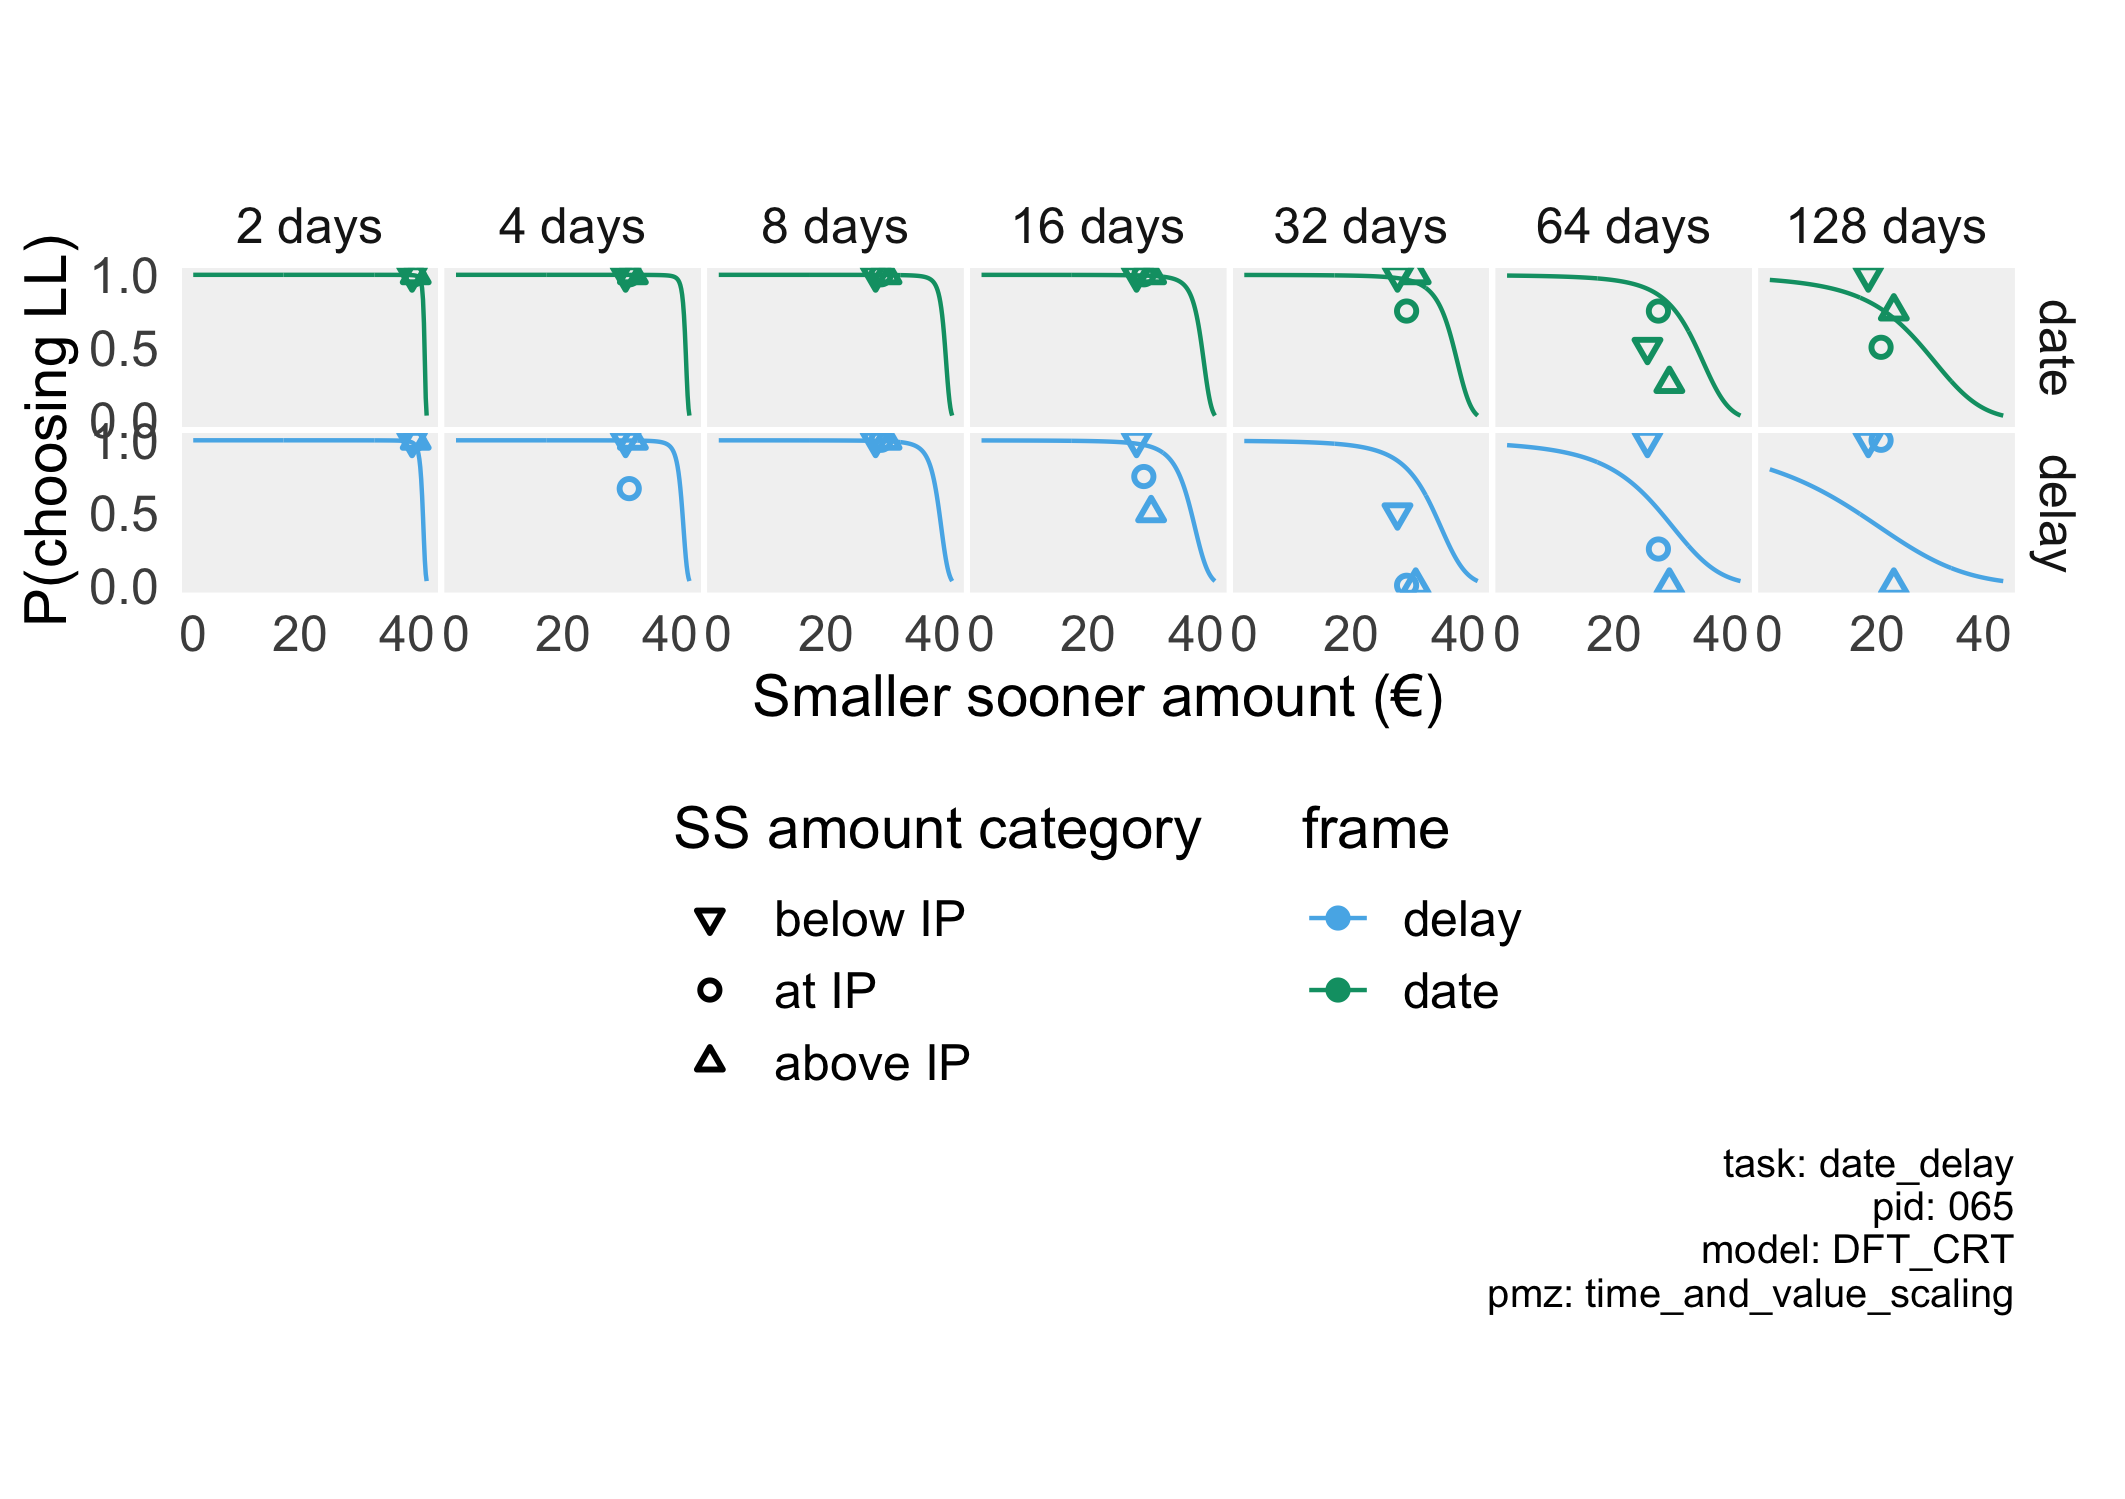 2 days 4 days 8 days 16 days 32 days 64 days 128 days
P(choosing LL)
1.0
0.5
0.0
date
1.0
0.5
0.0
delay
0 20 40 0 20 40 0 20 40 0 20 40 0 20 40 0 20 40 0 20 40
Smaller sooner amount (€)
SS amount category
below IP
at IP
above IP
frame
delay
date
task: date_delay
pid: 065
model: DFT_CRT
pmz: time_and_value_scaling